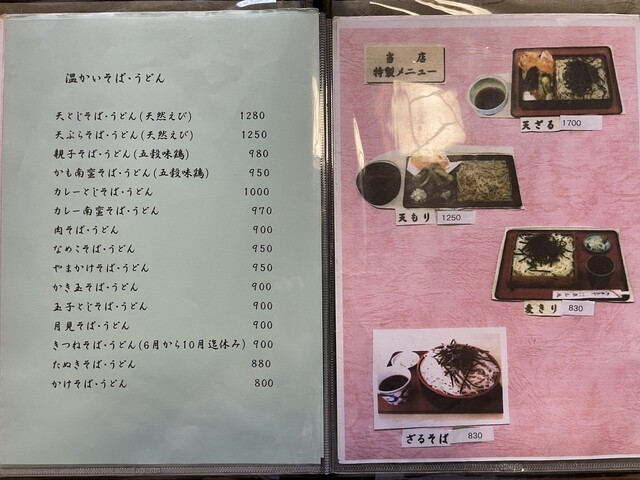 温かいそば・うどん
天とじそば・うどん(天然えび) 1280
天ぷらそば・うどん(天然えび) 1250
親子そば・うどん(五穀味鶏) 980
かも南蛮そば・うどん(五穀味鶏) 950
カレーとじそば・うどん 1000
カレー南蛮そば・うどん 970
肉そば・うどん 900
なめこそば・うどん 950
やまかけそば・うどん 950
かき玉そば・うどん 900
玉子とじそば・うどん 900
月見そば・うどん 900
きつねそば・うどん(6月から10月迄休み) 900
たぬきそば・うどん 880
かけそば・うどん 800
当店
特製メニュー
天ざる 1700
天もり 1250
変きり 830
ざるそば 830